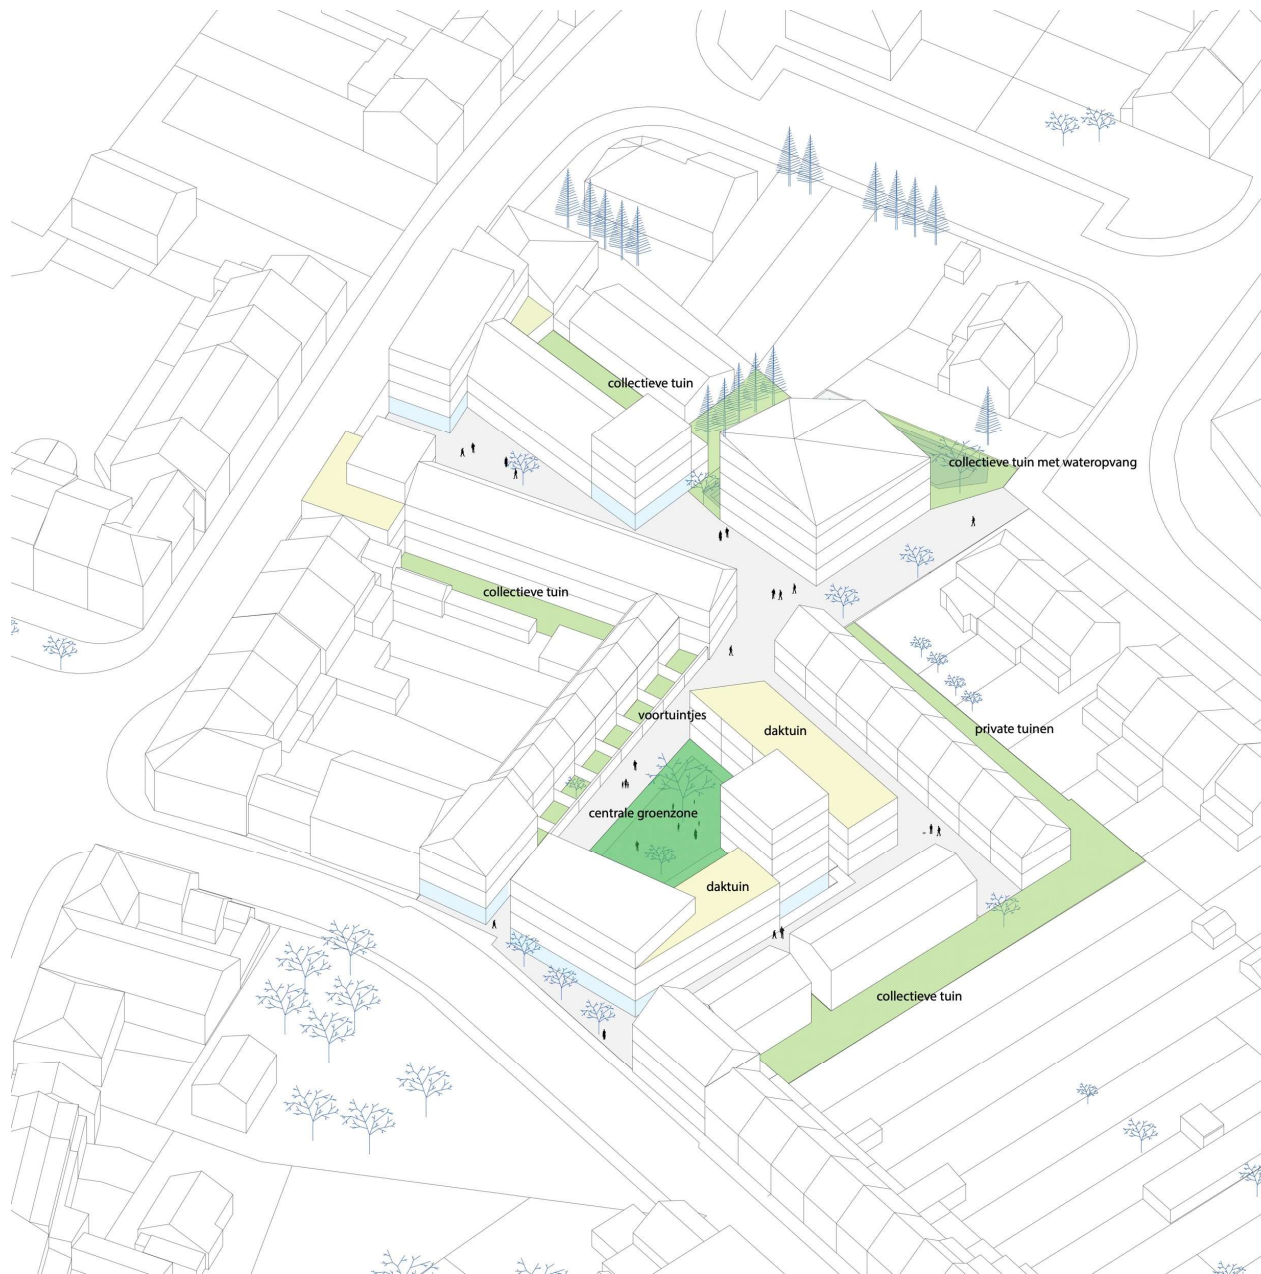 collectieve tuin
collectieve tuin met wateropvang
collectieve tuin
voortuintjes
daktuin
private tuinen
centrale groenzone
daktuin
collectieve tuin